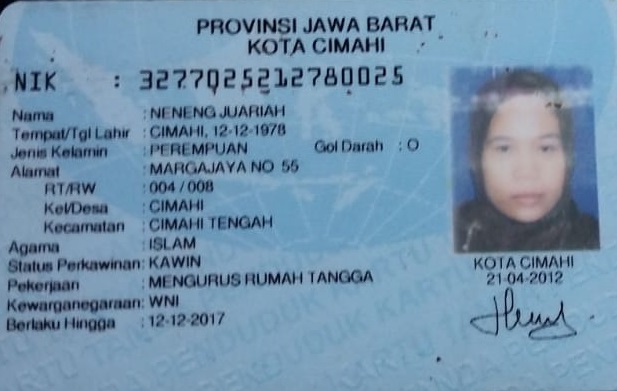 PROVINSI JAWA BARAT
KOTA CIMAHI
NIK : 3277025212780025
Nama : NENENG JUARIAH
Tempat/Tgl Lahir : CIMAHI, 12-12-1978
Jenis Kelamin : PEREMPUAN Gol Darah : O
Alamat : MARGAJAYA NO 55
RT/RW : 004 / 008
Kel/Desa : CIMAHI
Kecamatan : CIMAHI TENGAH
Agama : ISLAM
Status Perkawinan: KAWIN
Pekerjaan : MENGURUS RUMAH TANGGA
Kewarganegaraan: WNI
Berlaku Hingga : 12-12-2017
KOTA CIMAHI
21-04-2012